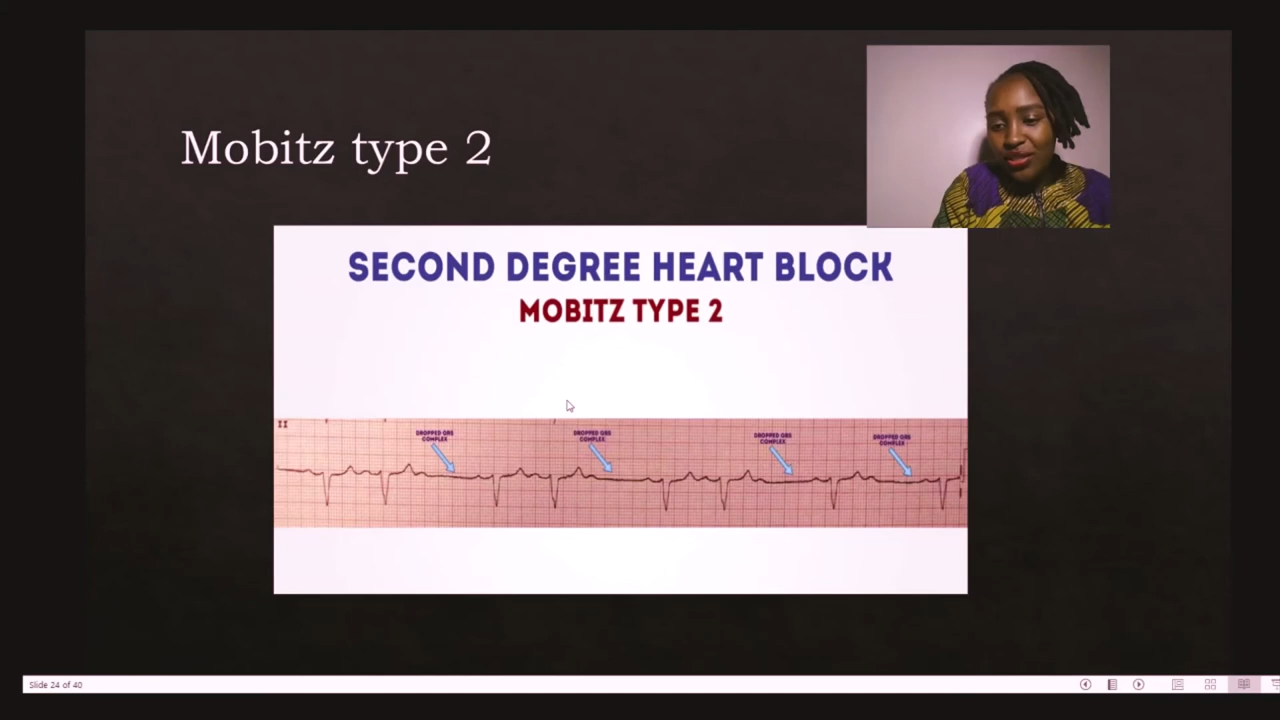 Mobitz type 2
SECOND DEGREE HEART BLOCK
MOBITZ TYPE 2
II
DROPPED QRS
COMPLEX
DROPPED QRS
COMPLEX
DROPPED QRS
COMPLEX
DROPPED QRS
COMPLEX
Slide 24 of 40